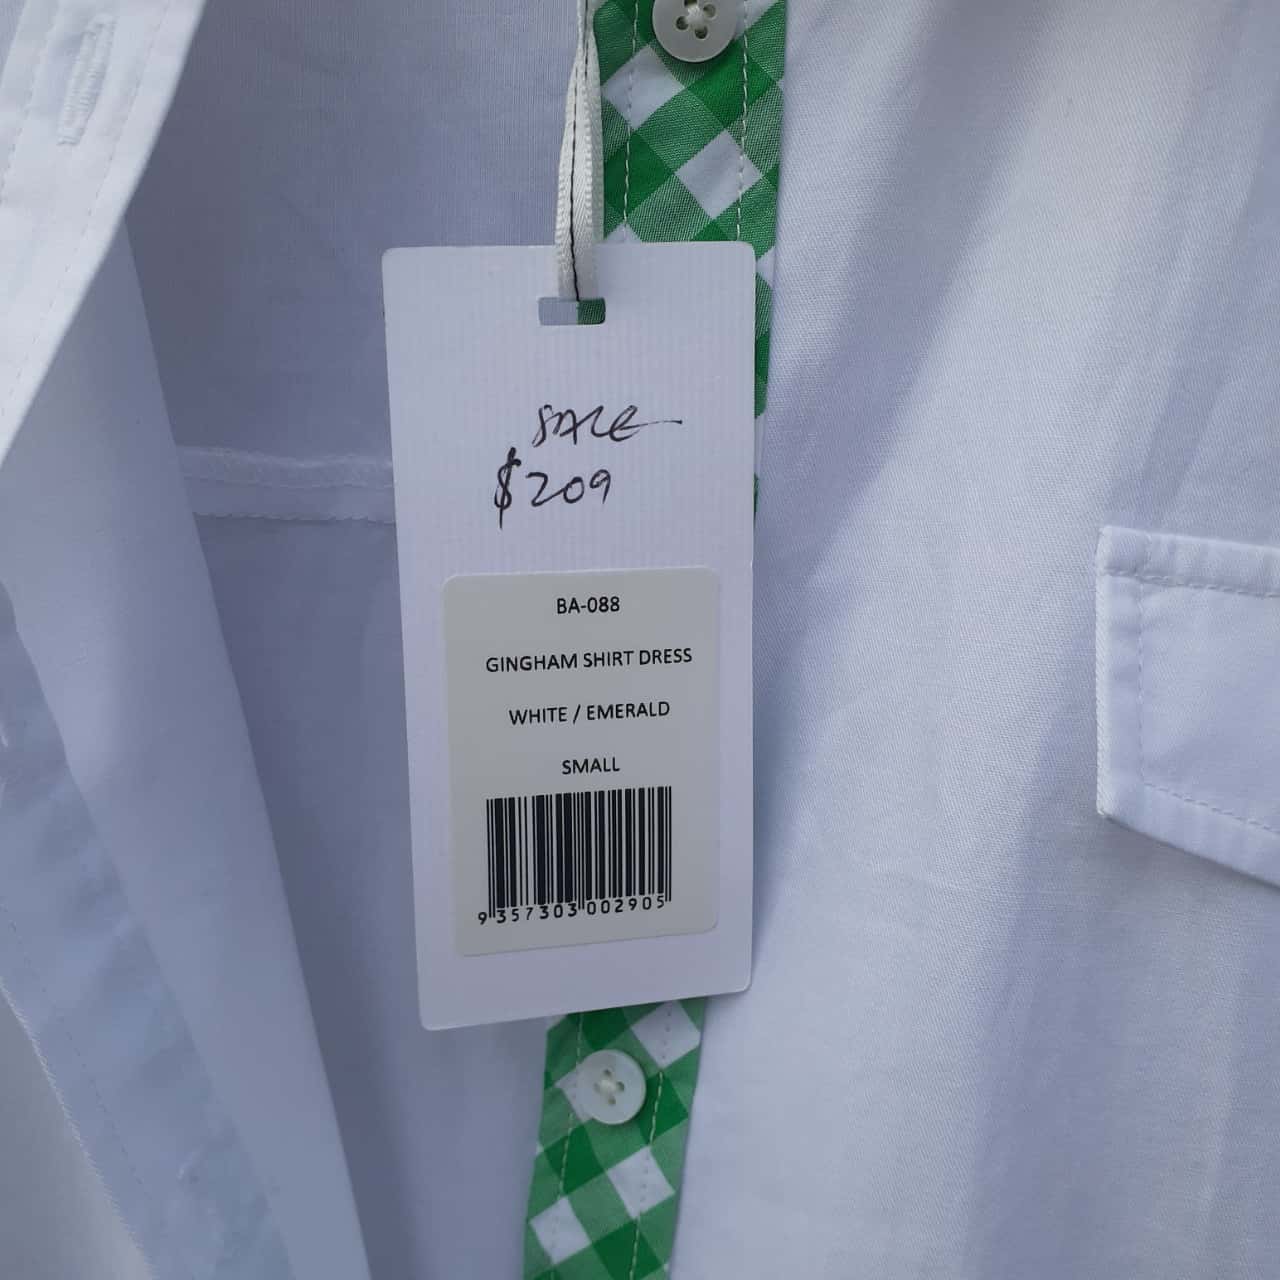 SALE
$209
BA-088
GINGHAM SHIRT DRESS
WHITE / EMERALD
SMALL
9 357303 002905